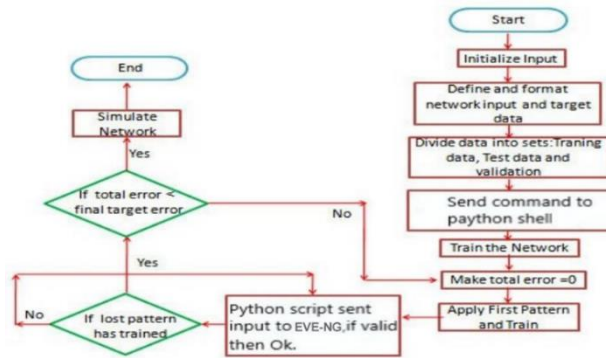 Start
Initialize Input
Define and format
network input and target
data
Divide data into sets:Traning
data, Test data and
validation
Send command to
paython shell
Train the Network
Make total error =0
Apply First Pattern
and Train
Python script sent
input to EVE-NG,if valid
then Ok.
If lost pattern
has trained
No
Yes
If total error <
final target error
No
Yes
Simulate
Network
End